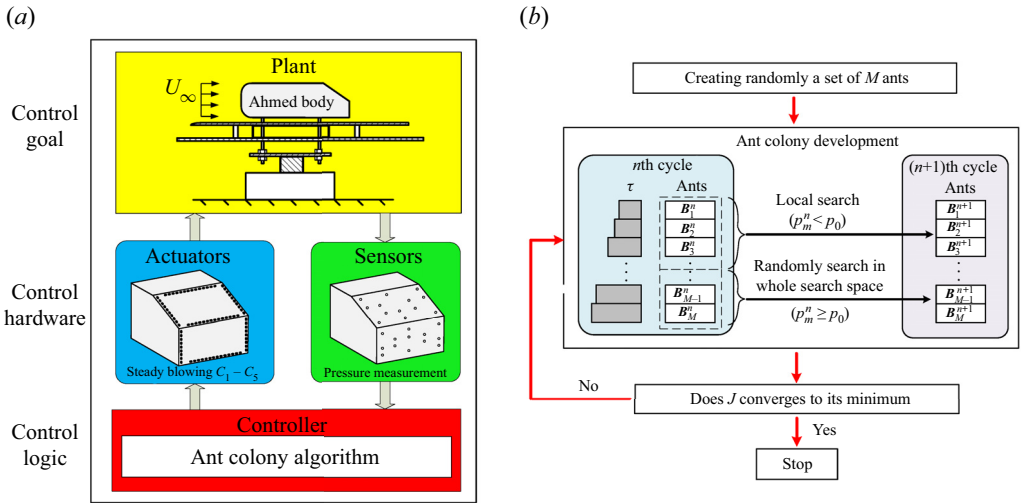 (a)
Control
goal
Plant
U∞
Ahmed body
Control
hardware
Actuators
Steady blowing C₁ – C₅
Sensors
Pressure measurement
Control
logic
Controller
Ant colony algorithm
(b)
Creating randomly a set of M ants
Ant colony development
nth cycle
τ
Ants
B₁ⁿ
B₂ⁿ
B₃ⁿ
⋮
⋮
Bₘ₋₁ⁿ
Bₘⁿ
Local search
(pₘⁿ < p₀)
Randomly search in
whole search space
(pₘⁿ ≥ p₀)
(n+1)th cycle
Ants
B₁ⁿ⁺¹
B₂ⁿ⁺¹
B₃ⁿ⁺¹
⋮
Bₘ₋₁ⁿ⁺¹
Bₘⁿ⁺¹
No
Does J converges to its minimum
Yes
Stop